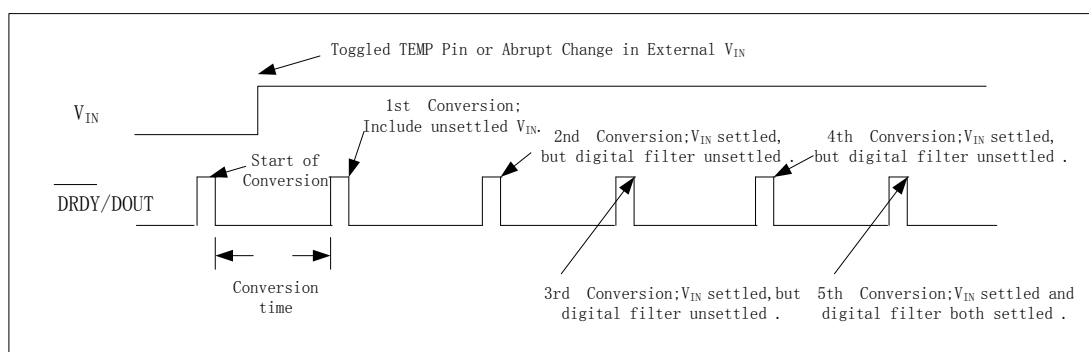 Toggled TEMP Pin or Abrupt Change in External VIN
VIN
1st Conversion;
Include unsettled VIN.
2nd Conversion;VIN settled,
but digital filter unsettled .
4th Conversion;VIN settled,
but digital filter unsettled .
Start of
Conversion
DRDY/DOUT
Conversion
time
3rd Conversion;VIN settled,but
digital filter unsettled .
5th Conversion;VIN settled and
digital filter both settled .